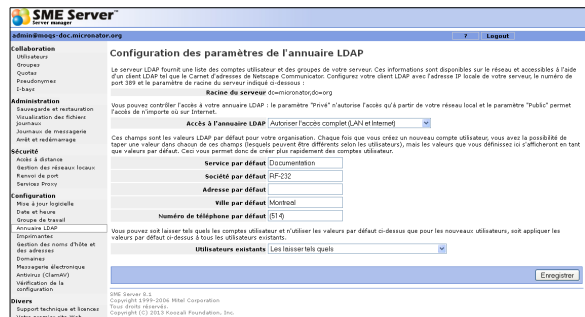 SME Server™
Server manager
admin@moqs-doc.micronator.org
? Logout
Collaboration
Utilisateurs
Groupes
Quotas
Pseudonymes
I-bays
Administration
Sauvegarde et restauration
Visualisation des fichiers
journaux
Journaux de messagerie
Arrêt et redémarrage
Sécurité
Accès à distance
Gestion des réseaux locaux
Renvoi de port
Services Proxy
Configuration
Mise à jour logicielle
Date et heure
Groupe de travail
Annuaire LDAP
Imprimantes
Gestion des noms d'hôte et
des adresses
Domaines
Messagerie électronique
Antivirus (ClamAV)
Vérification de la
configuration
Divers
Support technique et licences
Votre premier site Web
Configuration des paramètres de l'annuaire LDAP
Le serveur LDAP fournit une liste des comptes utilisateur et des groupes de votre serveur. Ces informations sont disponibles sur le réseau et accessibles à l'aide
d'un client LDAP tel que le Carnet d'adresses de Netscape Communicator. Configurez votre client LDAP avec l'adresse IP locale de votre serveur, le numéro de
port 389 et le paramètre de racine du serveur indiqué ci-dessous :
Racine du serveur dc=micronator,dc=org
Vous pouvez contrôler l'accès à votre annuaire LDAP : le paramètre "Privé" n'autorise l'accès qu'à partir de votre réseau local et le paramètre "Public" permet
l'accès de n'importe où sur Internet.
Accès à l'annuaire LDAP Autoriser l'accès complet (LAN et Internet)
Ces champs sont les valeurs LDAP par défaut pour votre organisation. Chaque fois que vous créez un nouveau compte utilisateur, vous avez la possibilité de
taper une valeur dans chacun de ces champs (lesquels peuvent être différents selon les utilisateurs), mais les valeurs que vous définissez ici s'afficheront en tant
que valeurs par défaut. Ceci vous permet donc de créer plus rapidement des comptes utilisateur.
Service par défaut Documentation
Société par défaut RF-232
Adresse par défaut
Ville par défaut Montreal
Numéro de téléphone par défaut (514)
Vous pouvez soit laisser tels quels les comptes utilisateur et n'utiliser les valeurs par défaut ci-dessus que pour les nouveaux utilisateurs, soit appliquer les
valeurs par défaut ci-dessus à tous les utilisateurs existants.
Utilisateurs existants Les laisser tels quels
Enregistrer
SME Server 8.1
Copyright 1999-2006 Mitel Corporation
Tous droits réservés.
Copyright (C) 2013 Koozali Foundation, Inc.